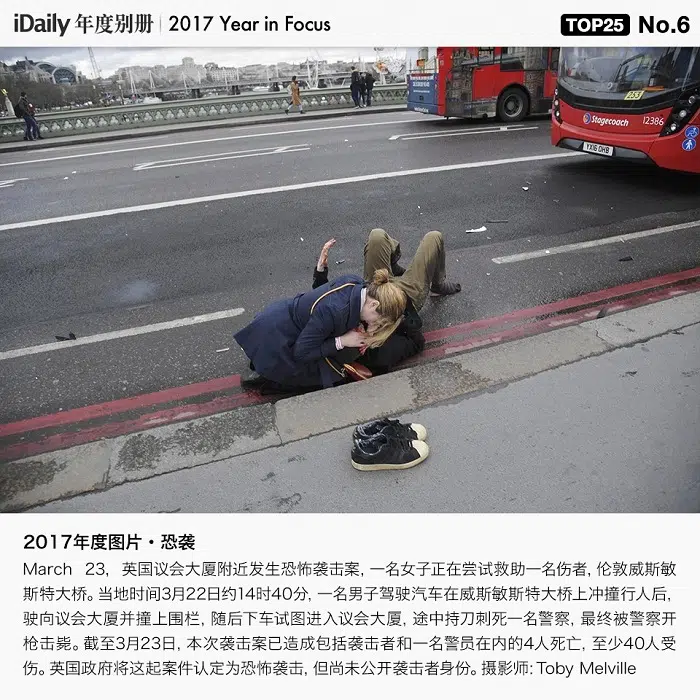 iDaily 年度别册 | 2017 Year in Focus
TOP25 No.6
253
Stagecoach 12386
YX16 OHB
2017年度图片・恐袭
March 23, 英国议会大厦附近发生恐怖袭击案, 一名女子正在尝试救助一名伤者, 伦敦威斯敏
斯特大桥。当地时间3月22日约14时40分, 一名男子驾驶汽车在威斯敏斯特大桥上冲撞行人后,
驶向议会大厦并撞上围栏, 随后下车试图进入议会大厦, 途中持刀刺死一名警察, 最终被警察开
枪击毙。截至3月23日, 本次袭击案已造成包括袭击者和一名警员在内的4人死亡, 至少40人受
伤。英国政府将这起案件认定为恐怖袭击, 但尚未公开袭击者身份。摄影师: Toby Melville